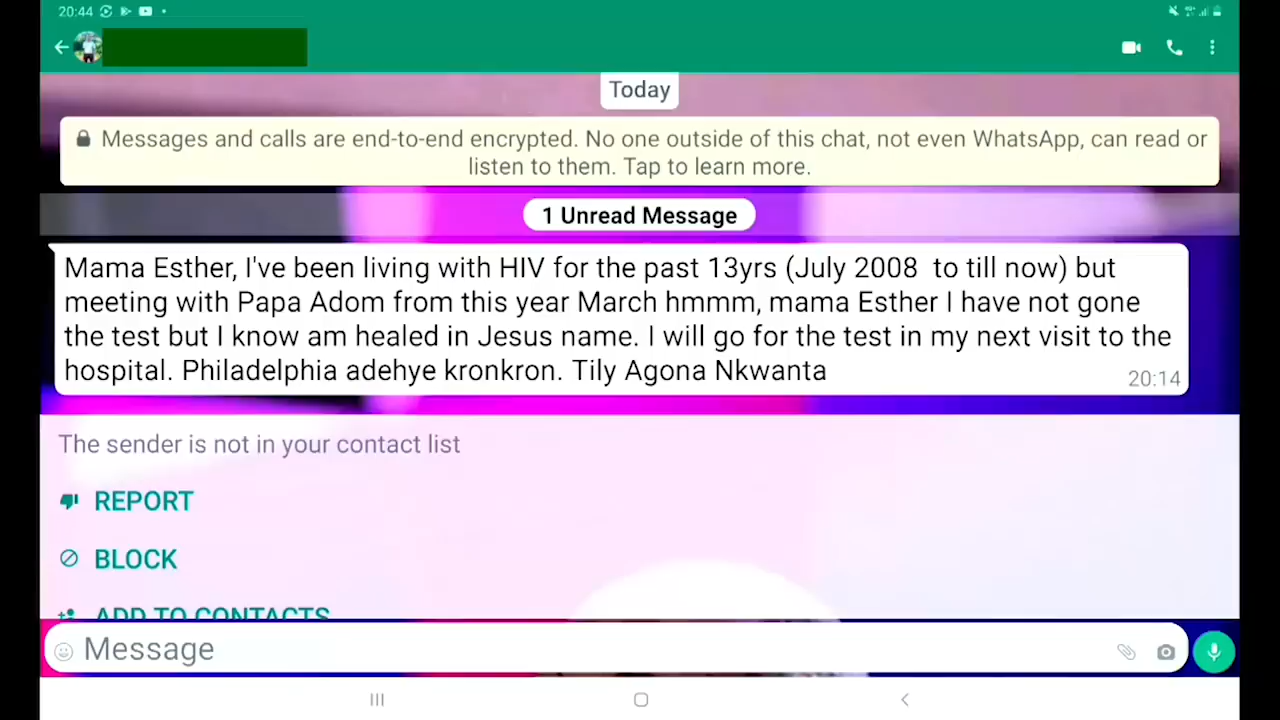 20:44
Today
Messages and calls are end-to-end encrypted. No one outside of this chat, not even WhatsApp, can read or
listen to them. Tap to learn more.
1 Unread Message
Mama Esther, I've been living with HIV for the past 13yrs (July 2008  to till now) but
meeting with Papa Adom from this year March hmmm, mama Esther I have not gone
the test but I know am healed in Jesus name. I will go for the test in my next visit to the
hospital. Philadelphia adehye kronkron. Tily Agona Nkwanta
20:14
The sender is not in your contact list
REPORT
BLOCK
ADD TO CONTACTS
Message